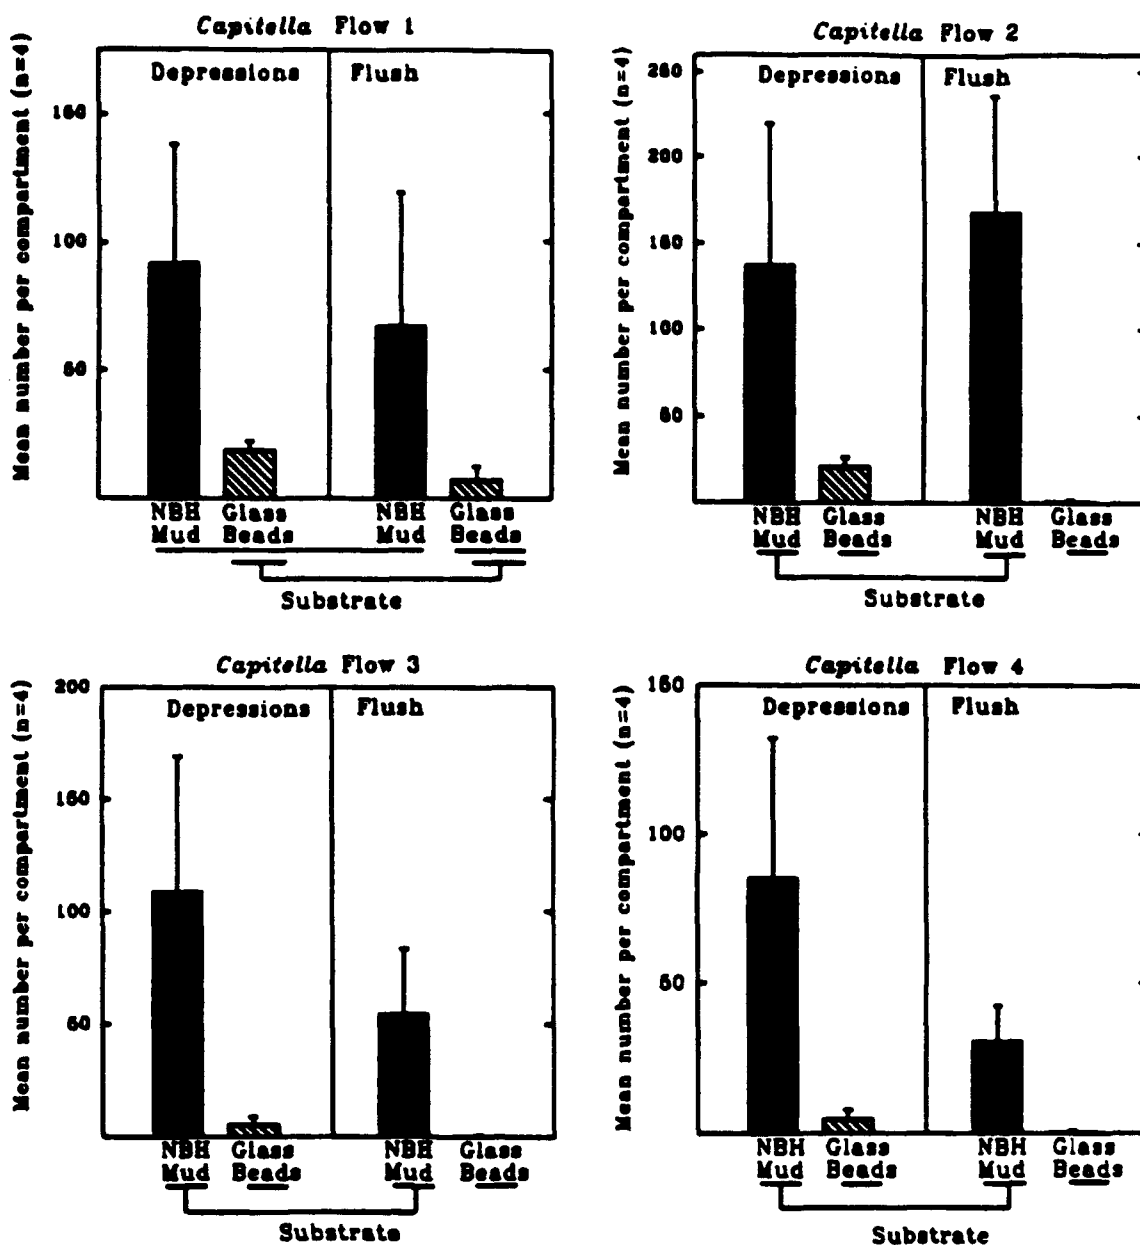 Capitella Flow 1
Mean number per compartment (n=4)
Depressions Flush
150
100
50
NBH Glass NBH Glass
Mud Beads Mud Beads
Substrate
Capitella Flow 2
Mean number per compartment (n=4)
Depressions Flush
250
200
150
100
50
NBH Glass NBH Glass
Mud Beads Mud Beads
Substrate
Capitella Flow 3
Mean number per compartment (n=4)
Depressions Flush
200
150
100
50
NBH Glass NBH Glass
Mud Beads Mud Beads
Substrate
Capitella Flow 4
Mean number per compartment (n=4)
Depressions Flush
150
100
50
NBH Glass NBH Glass
Mud Beads Mud Beads
Substrate